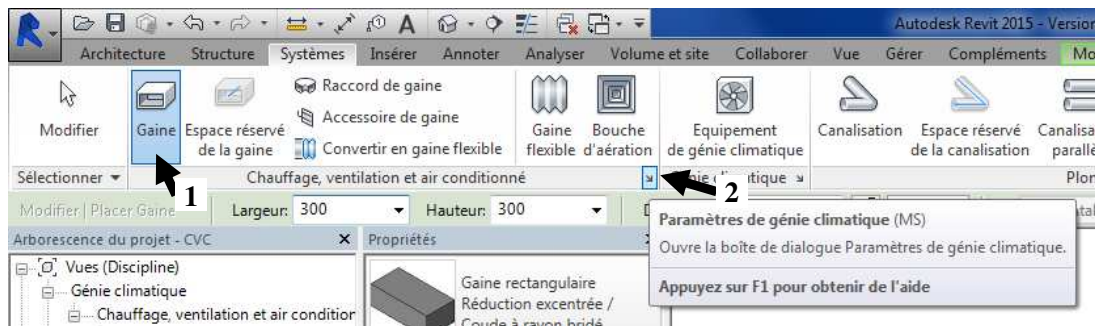 Autodesk Revit 2015 - Version
Architecture Structure Systèmes Insérer Annoter Analyser Volume et site Collaborer Vue Gérer Compléments Mo
Modifier
Gaine
Espace réservé
de la gaine
Raccord de gaine
Accessoire de gaine
Convertir en gaine flexible
Gaine
flexible
Bouche
d'aération
Equipement
de génie climatique
Canalisation
Espace réservé
de la canalisation
Canalisa
parallè
Sélectionner
Chauffage, ventilation et air conditionné
Plor
1
2
Modifier | Placer Gaine Largeur: 300 Hauteur: 300
Arborescence du projet - CVC
Propriétés
Paramètres de génie climatique (MS)
Ouvre la boîte de dialogue Paramètres de génie climatique.
Appuyez sur F1 pour obtenir de l'aide
Vues (Discipline)
Génie climatique
Chauffage, ventilation et air condition
Gaine rectangulaire
Réduction excentrée /
Coude à rayon bridé